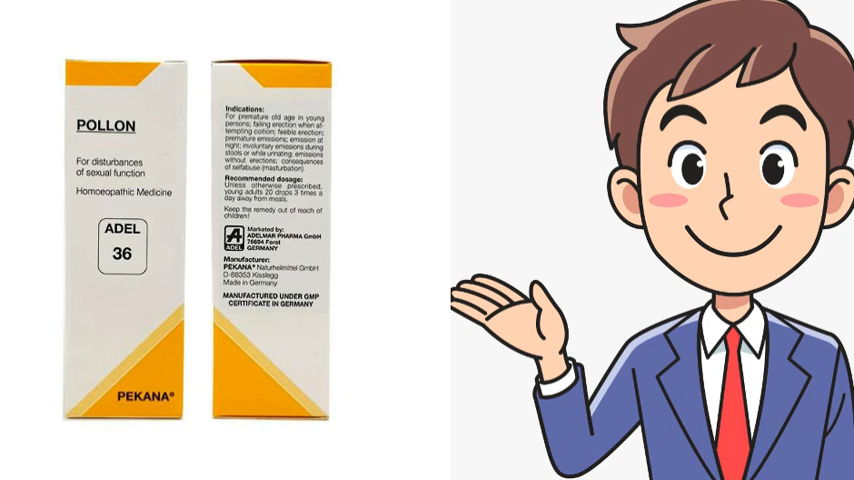 POLLON
For disturbances
of sexual function
Homoeopathic Medicine
ADEL
36
PEKANA®
Indications:
For premature old age in young
persons; failing erection when at-
tempting coition; feeble erection;
premature emissions; emission at
night; involuntary emissions during
stools or while urinating; emissions
without erections; consequences
of selfabuse (masturbation).
Recommended dosage:
Unless otherwise prescribed,
young adults 20 drops 3 times a
day away from meals.
Keep the remedy out of reach of
children!
A
ADEL
Marketed by:
ADELMAR PHARMA GmbH
76694 Forst
GERMANY
Manufacturer:
PEKANA® Naturheilmittel GmbH
D-88353 Kisslegg
Made in Germany
MANUFACTURED UNDER GMP
CERTIFICATE IN GERMANY